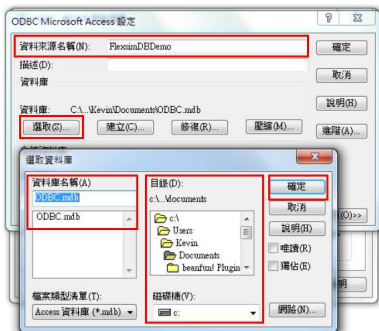 ODBC Microsoft Access 設定
資料來源名稱(N): FlexsimDBDemo
確定
描述(D):
取消
資料庫
資料庫: C:\...\Kevin\Documents\ODBC.mdb
說明(H)
選取(S)... 建立(C)... 修復(R)... 壓縮(M)...
進階(A)...
選取資料庫
資料庫名稱(A)
目錄(D):
確定
ODBC.mdb
c:\...\documents
取消
ODBC.mdb
c:\
Users
說明(H)
(O)>>
Kevin
唯讀(R)
Documents
獨佔(E)
beanfun! Plugin
明
檔案類型清單(T):
磁碟機(V):
Access 資料庫 (*.mdb)
c:
網路(N)...